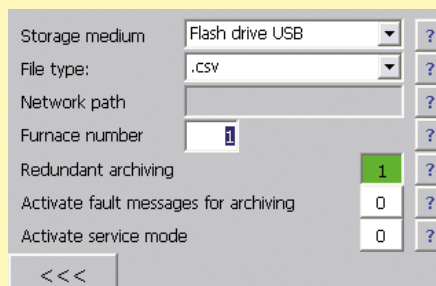 Storage medium Flash drive USB ?
File type: .csv ?
Network path ?
Furnace number 1 ?
Redundant archiving 1 ?
Activate fault messages for archiving 0 ?
Activate service mode 0 ?
<<<